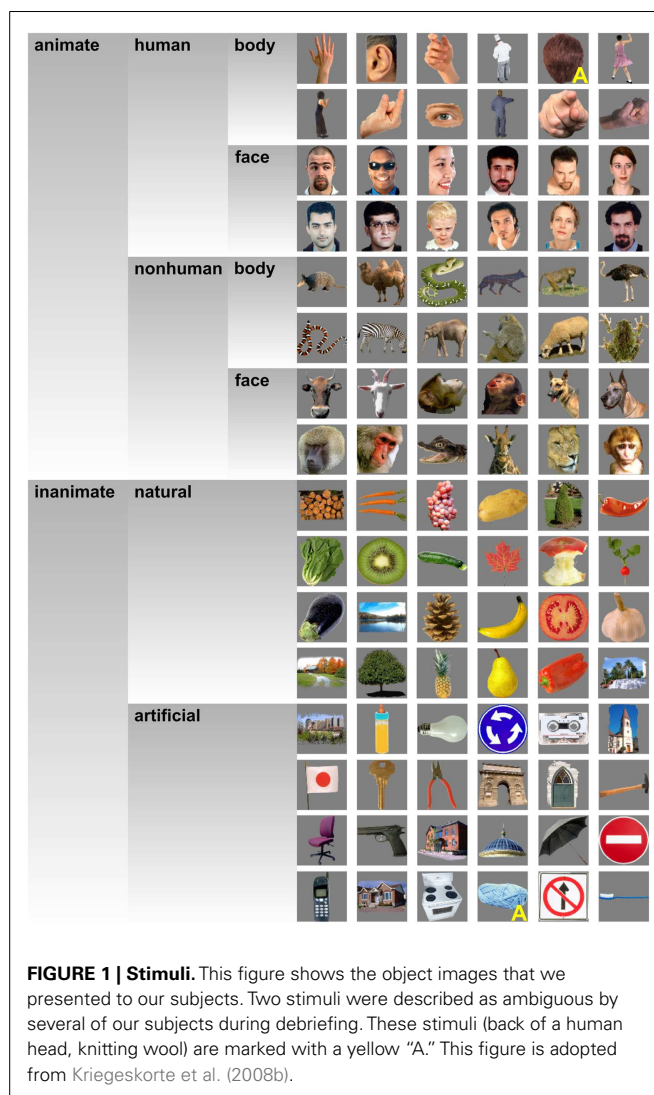 animate human body
A
face
nonhuman body
face
inanimate natural
artificial
A
FIGURE 1 | Stimuli. This figure shows the object images that we
presented to our subjects. Two stimuli were described as ambiguous by
several of our subjects during debriefing. These stimuli (back of a human
head, knitting wool) are marked with a yellow “A.” This figure is adopted
from Kriegeskorte et al. (2008b).